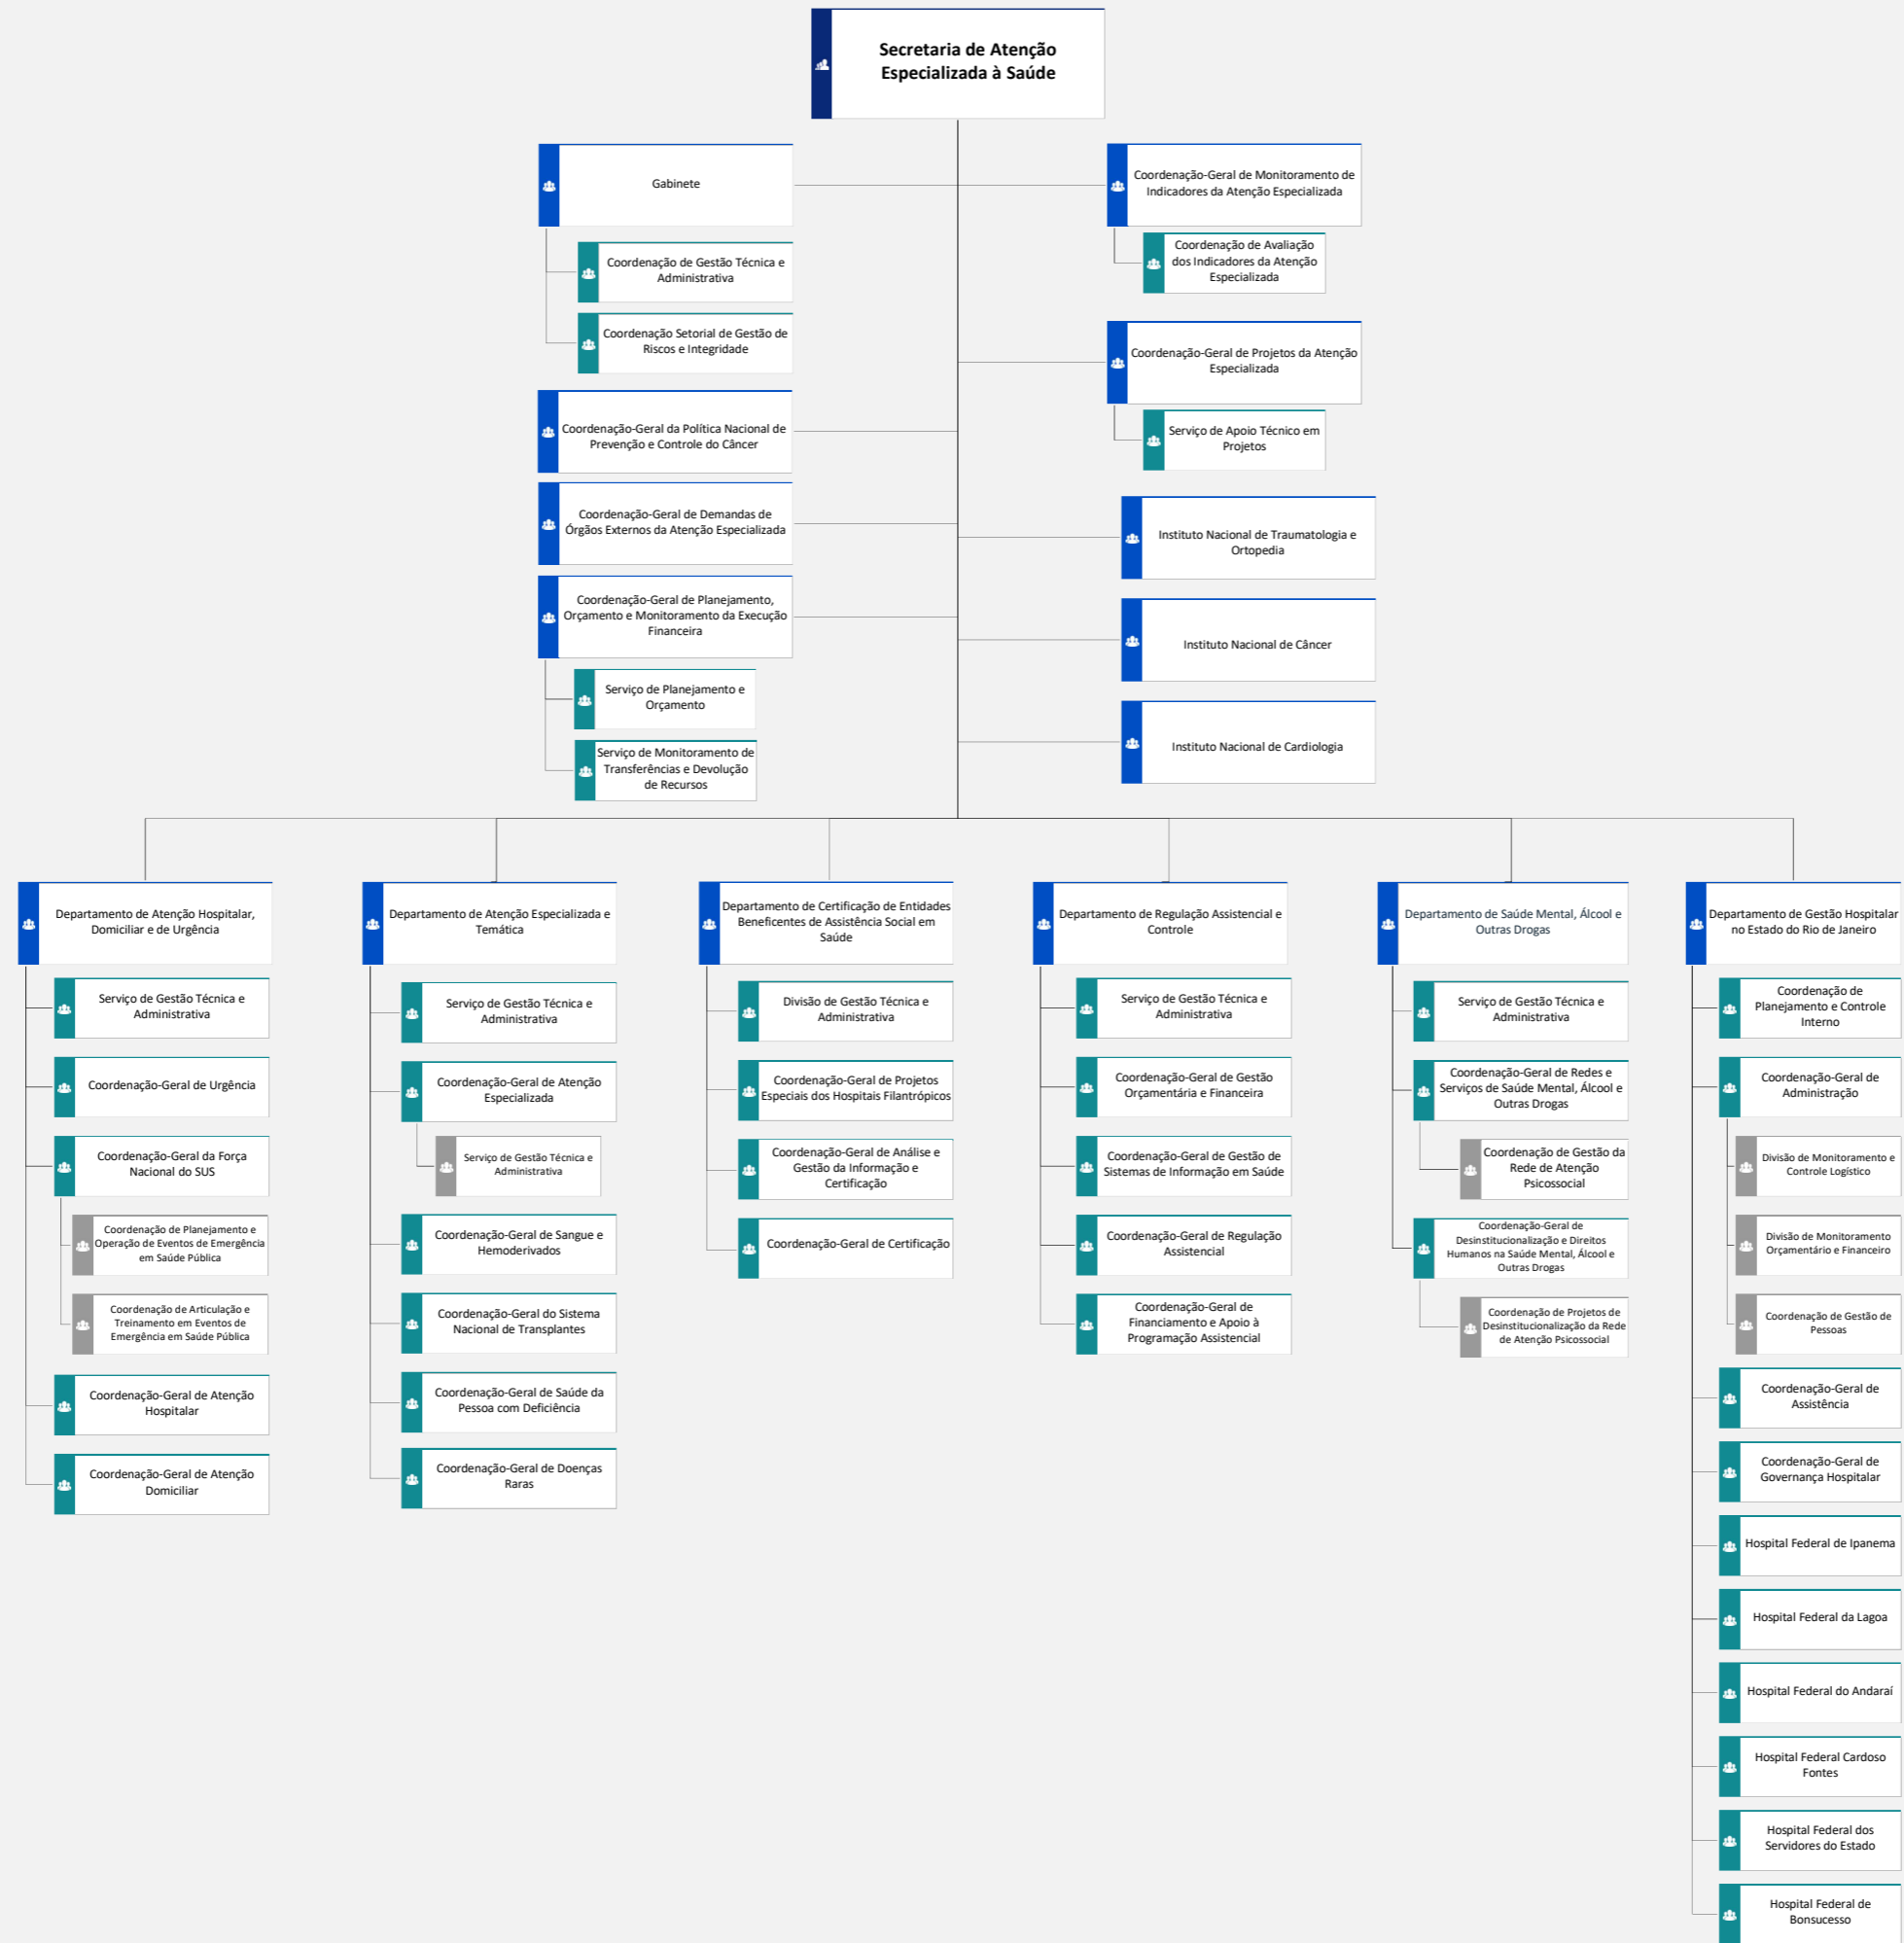 Secretaria de Atenção
Especializada à Saúde
Gabinete
Coordenação de Gestão Técnica e
Administrativa
Coordenação Setorial de Gestão de
Riscos e Integridade
Coordenação-Geral da Política Nacional de
Prevenção e Controle do Câncer
Coordenação-Geral de Demandas de
Órgãos Externos da Atenção Especializada
Coordenação-Geral de Planejamento,
Orçamento e Monitoramento da Execução
Financeira
Serviço de Planejamento e
Orçamento
Serviço de Monitoramento de
Transferências e Devolução
de Recursos
Coordenação-Geral de Monitoramento de
Indicadores da Atenção Especializada
Coordenação de Avaliação
dos Indicadores da Atenção
Especializada
Coordenação-Geral de Projetos da Atenção
Especializada
Serviço de Apoio Técnico em
Projetos
Instituto Nacional de Traumatologia e
Ortopedia
Instituto Nacional de Câncer
Instituto Nacional de Cardiologia
Departamento de Atenção Hospitalar,
Domiciliar e de Urgência
Serviço de Gestão Técnica e
Administrativa
Coordenação-Geral de Urgência
Coordenação-Geral da Força
Nacional do SUS
Coordenação de Planejamento e
Operação de Eventos de Emergência
em Saúde Pública
Coordenação de Articulação e
Treinamento em Eventos de
Emergência em Saúde Pública
Coordenação-Geral de Atenção
Hospitalar
Coordenação-Geral de Atenção
Domiciliar
Departamento de Atenção Especializada e
Temática
Serviço de Gestão Técnica e
Administrativa
Coordenação-Geral de Atenção
Especializada
Serviço de Gestão Técnica e
Administrativa
Coordenação-Geral de Sangue e
Hemoderivados
Coordenação-Geral do Sistema
Nacional de Transplantes
Coordenação-Geral de Saúde da
Pessoa com Deficiência
Coordenação-Geral de Doenças
Raras
Departamento de Certificação de Entidades
Beneficentes de Assistência Social em
Saúde
Divisão de Gestão Técnica e
Administrativa
Coordenação-Geral de Projetos
Especiais dos Hospitais Filantrópicos
Coordenação-Geral de Análise e
Gestão da Informação e
Certificação
Coordenação-Geral de Certificação
Departamento de Regulação Assistencial e
Controle
Serviço de Gestão Técnica e
Administrativa
Coordenação-Geral de Gestão
Orçamentária e Financeira
Coordenação-Geral de Gestão de
Sistemas de Informação em Saúde
Coordenação-Geral de Regulação
Assistencial
Coordenação-Geral de
Financiamento e Apoio à
Programação Assistencial
Departamento de Saúde Mental, Álcool e
Outras Drogas
Serviço de Gestão Técnica e
Administrativa
Coordenação-Geral de Redes e
Serviços de Saúde Mental, Álcool e
Outras Drogas
Coordenação de Gestão da
Rede de Atenção
Psicossocial
Coordenação-Geral de
Desinstitucionalização e Direitos
Humanos na Saúde Mental, Álcool e
Outras Drogas
Coordenação de Projetos de
Desinstitucionalização da Rede
de Atenção Psicossocial
Departamento de Gestão Hospitalar
no Estado do Rio de Janeiro
Coordenação de
Planejamento e Controle
Interno
Coordenação-Geral de
Administração
Divisão de Monitoramento e
Controle Logístico
Divisão de Monitoramento
Orçamentário e Financeiro
Coordenação de Gestão de
Pessoas
Coordenação-Geral de
Assistência
Coordenação-Geral de
Governança Hospitalar
Hospital Federal de Ipanema
Hospital Federal da Lagoa
Hospital Federal do Andaraí
Hospital Federal Cardoso
Fontes
Hospital Federal dos
Servidores do Estado
Hospital Federal de
Bonsucesso